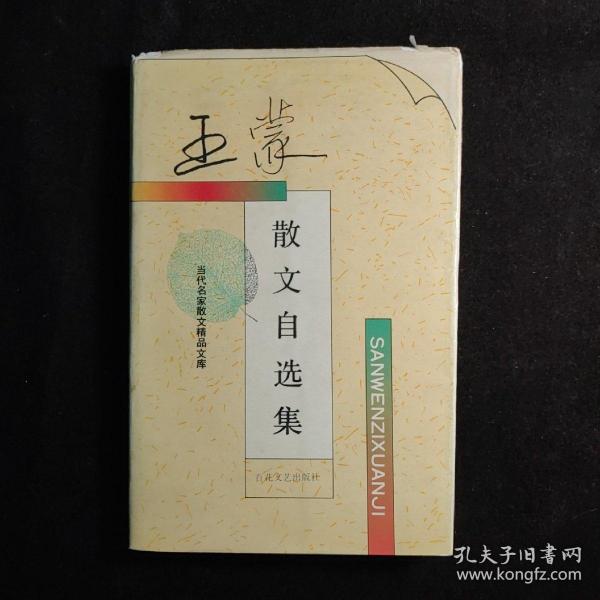 王蒙
散文自选集
当代名家散文精品文库
SANWENZIXUANJI
百花文艺出版社
孔夫子旧書网
www.kongfz.com